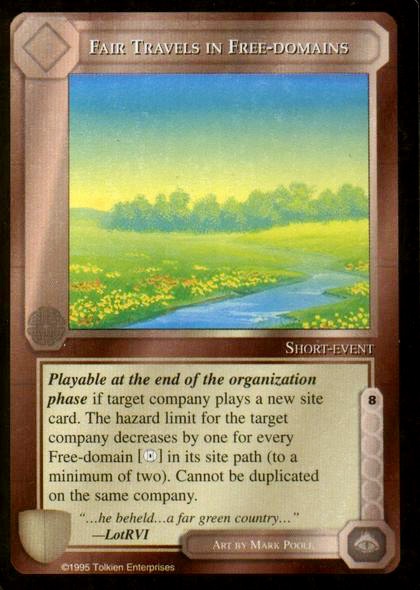 Fair Travels in Free-domains
Short-event
Playable at the end of the organization
phase if target company plays a new site
card. The hazard limit for the target
company decreases by one for every
Free-domain [ ] in its site path (to a
minimum of two). Cannot be duplicated
on the same company.
8
“...he beheld...a far green country...”
—LotRVI
Art by Mark Poole
©1995 Tolkien Enterprises